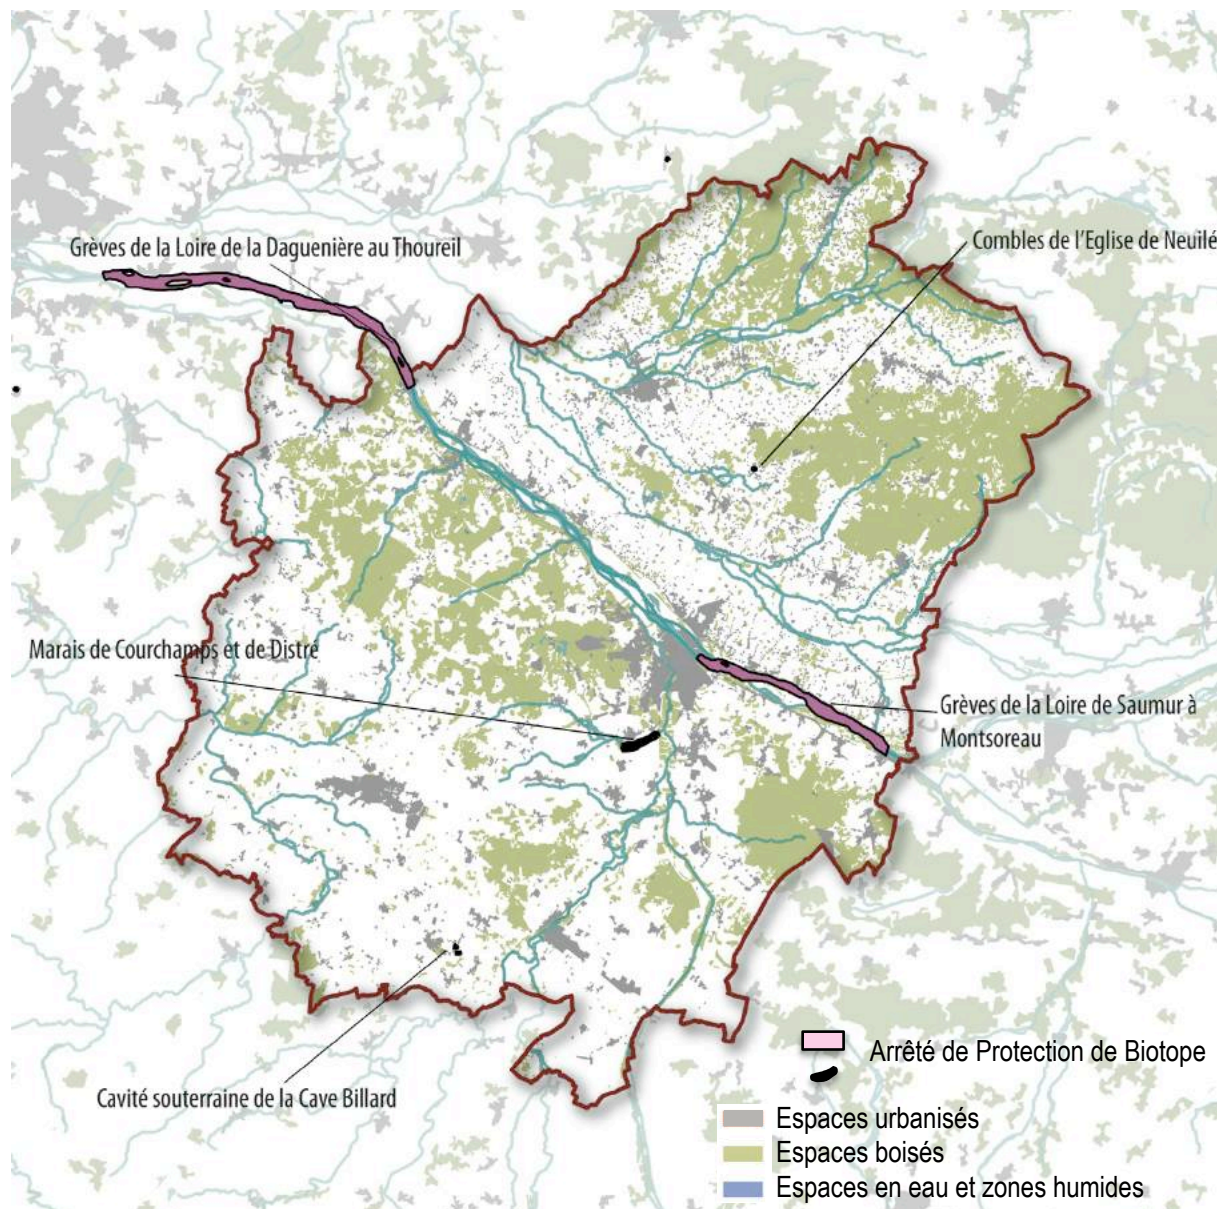 Grèves de la Loire de la Daguenière au Thoureil
Combles de l'Eglise de Neuilé
Marais de Courchamps et de Distré
Grèves de la Loire de Saumur à
Montsoreau
Cavité souterraine de la Cave Billard
Arrêté de Protection de Biotope
Espaces urbanisés
Espaces boisés
Espaces en eau et zones humides